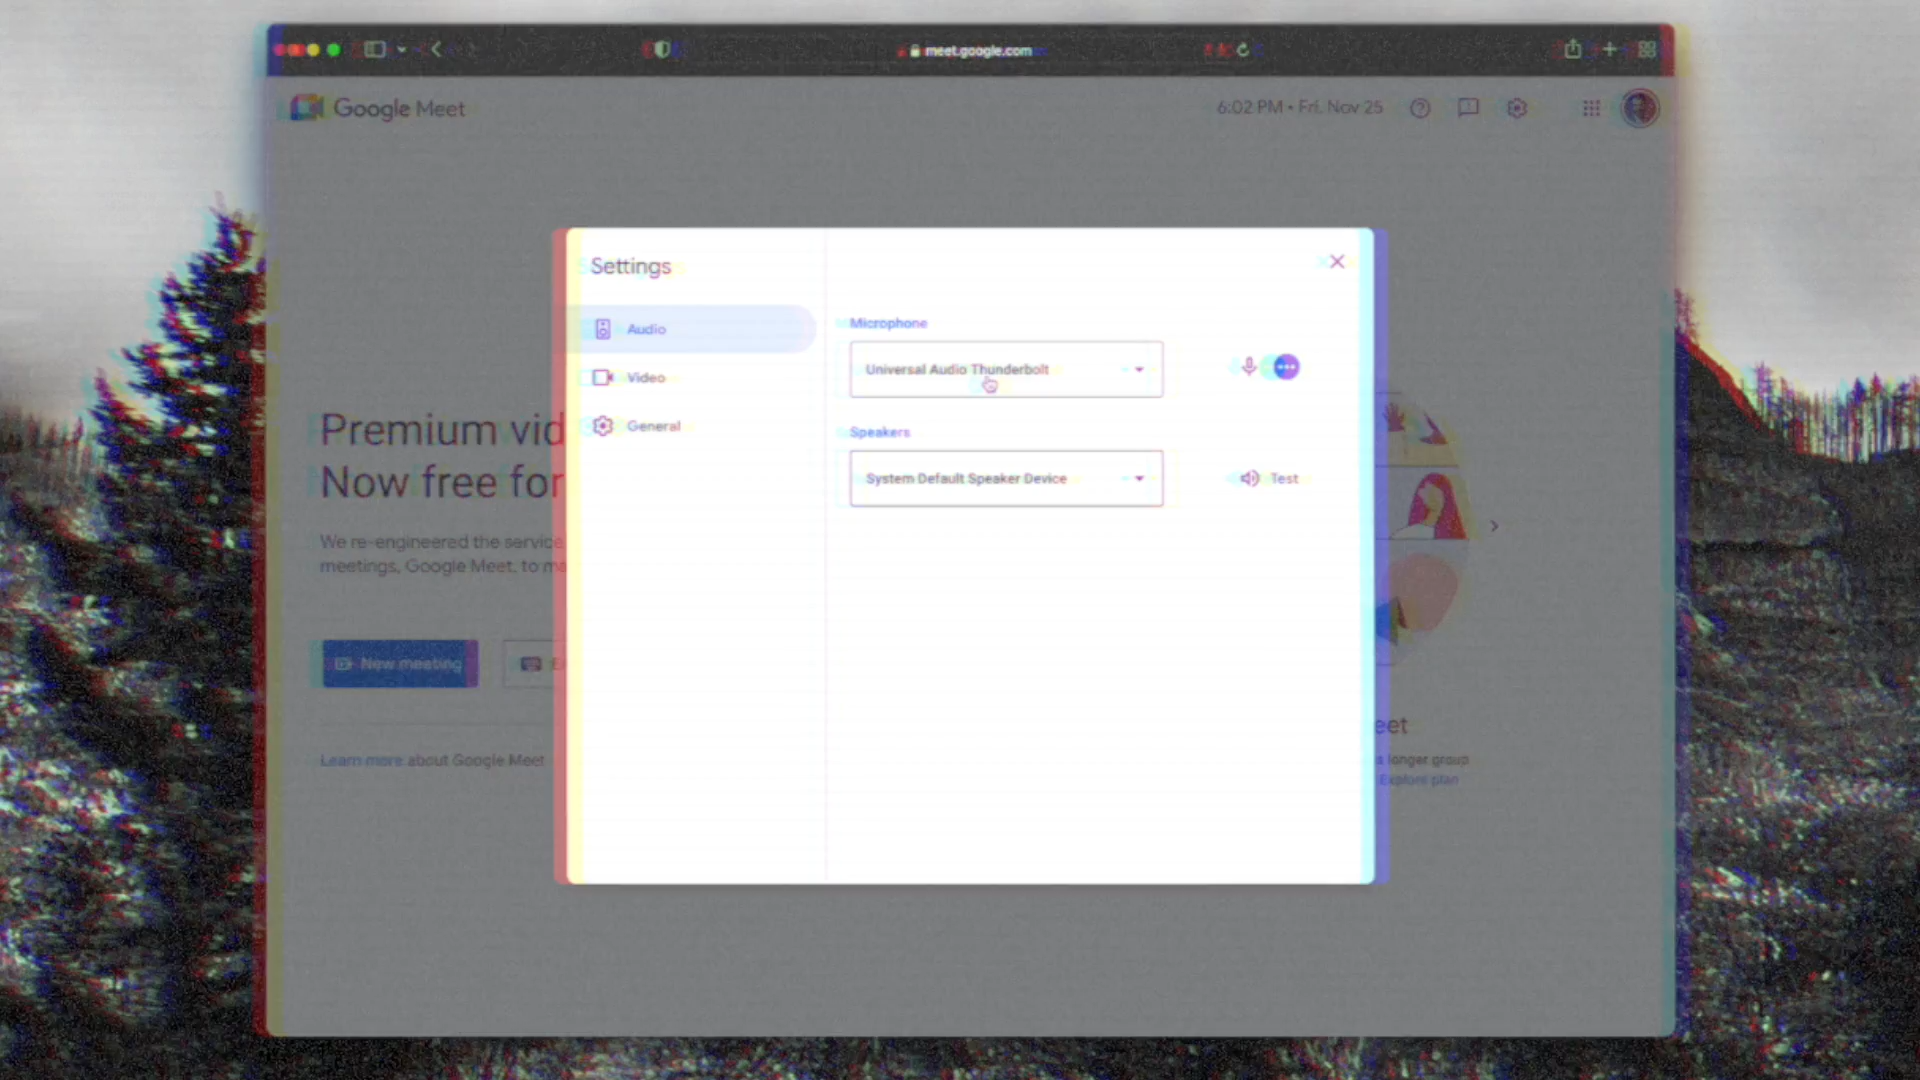 meet.google.com
Google Meet
6:02 PM • Fri, Nov 25
Settings
Audio
Video
General
Microphone
Universal Audio Thunderbolt
Speakers
System Default Speaker Device
Test
Premium vid
Now free for
We re-engineered the service
meetings, Google Meet, to ma
New meeting
Learn more about Google Meet
eet
s longer group
Explore plan